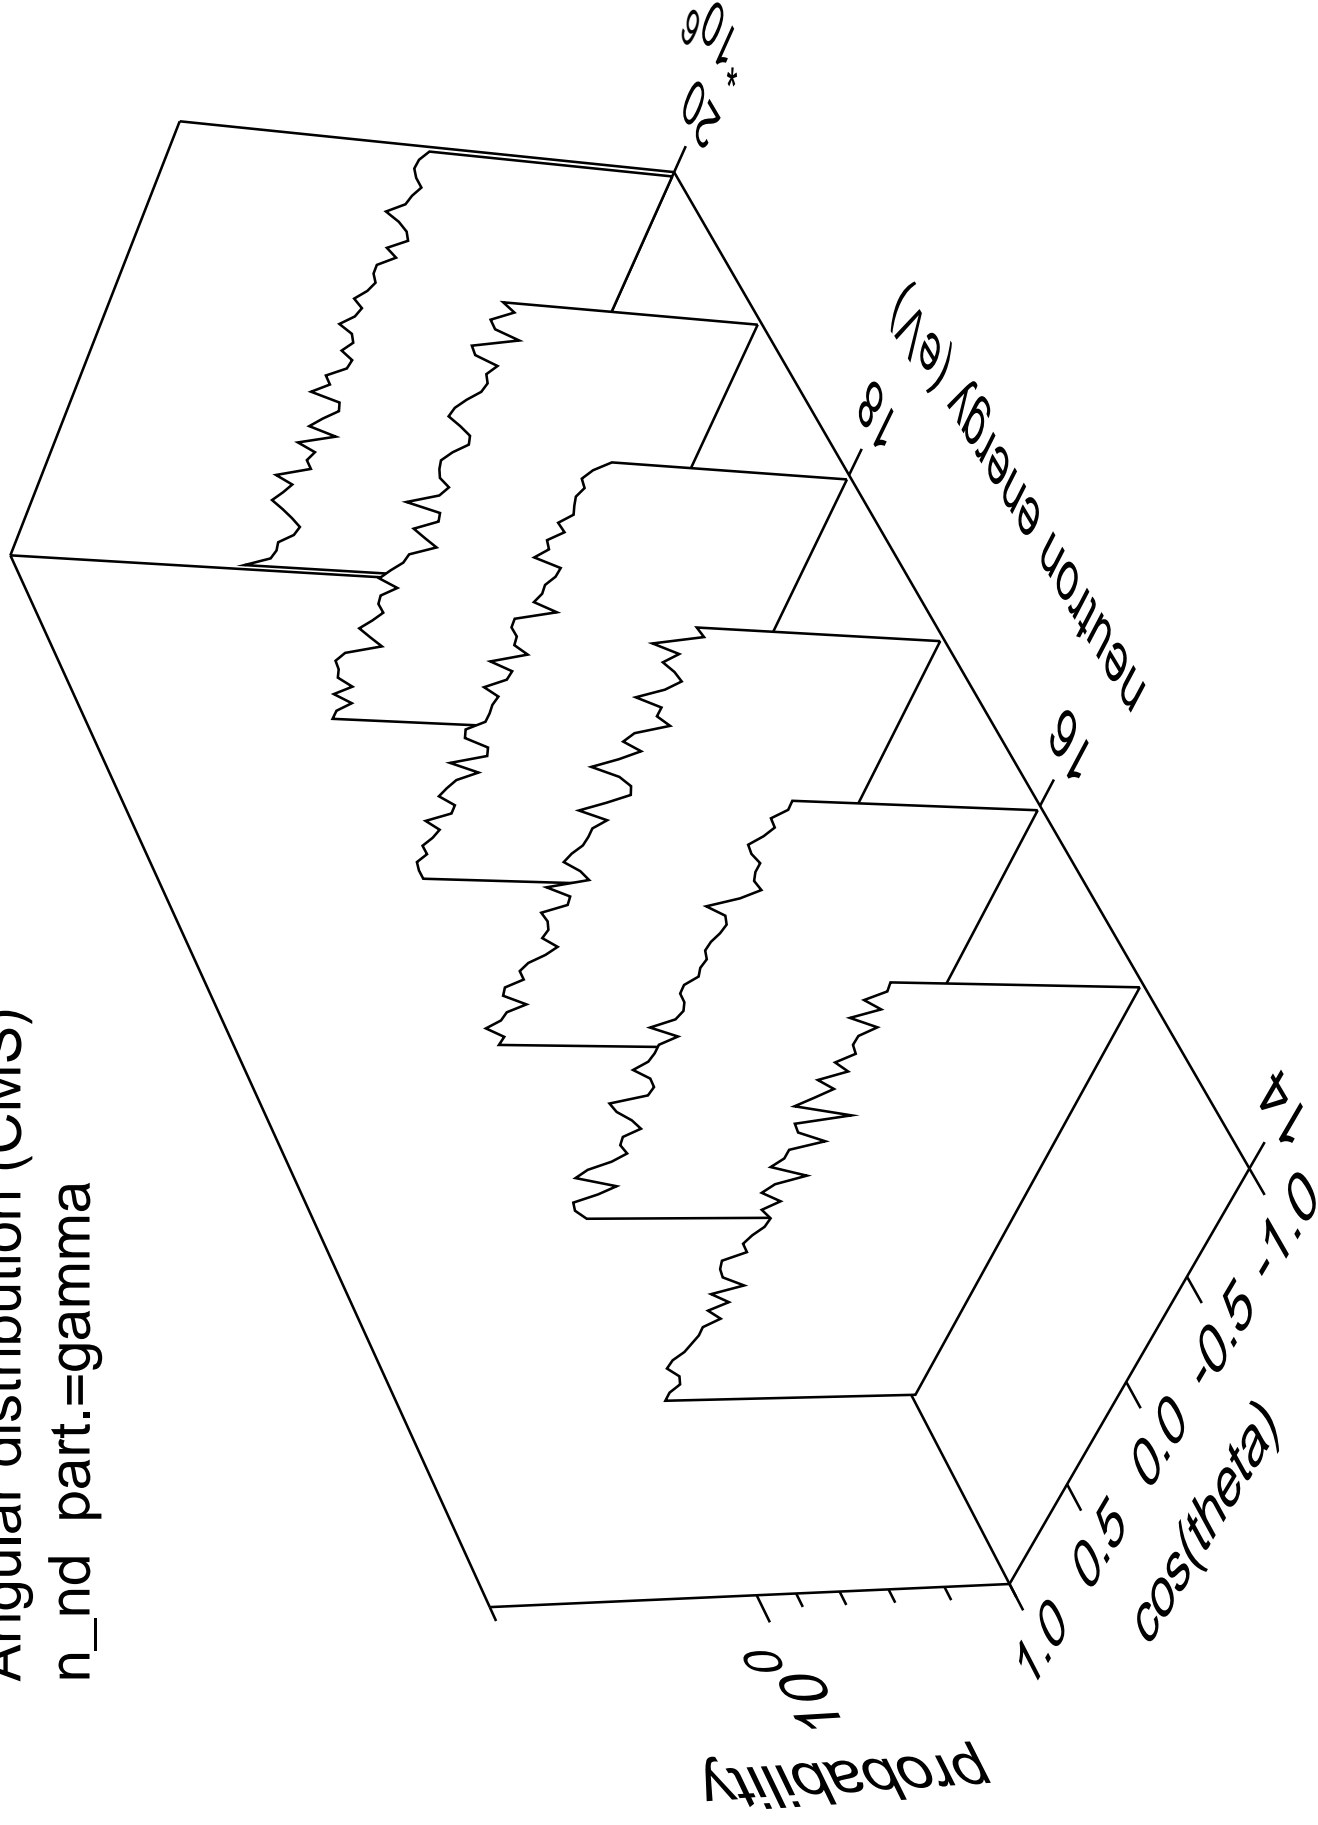 Angular distribution (CMS)
n_nd part.=gamma
probability
10 0
1.0 0.5 0.0 -0.5 -1.0
cos(theta)
14 16 18 20
* 10 6
neutron energy (eV)